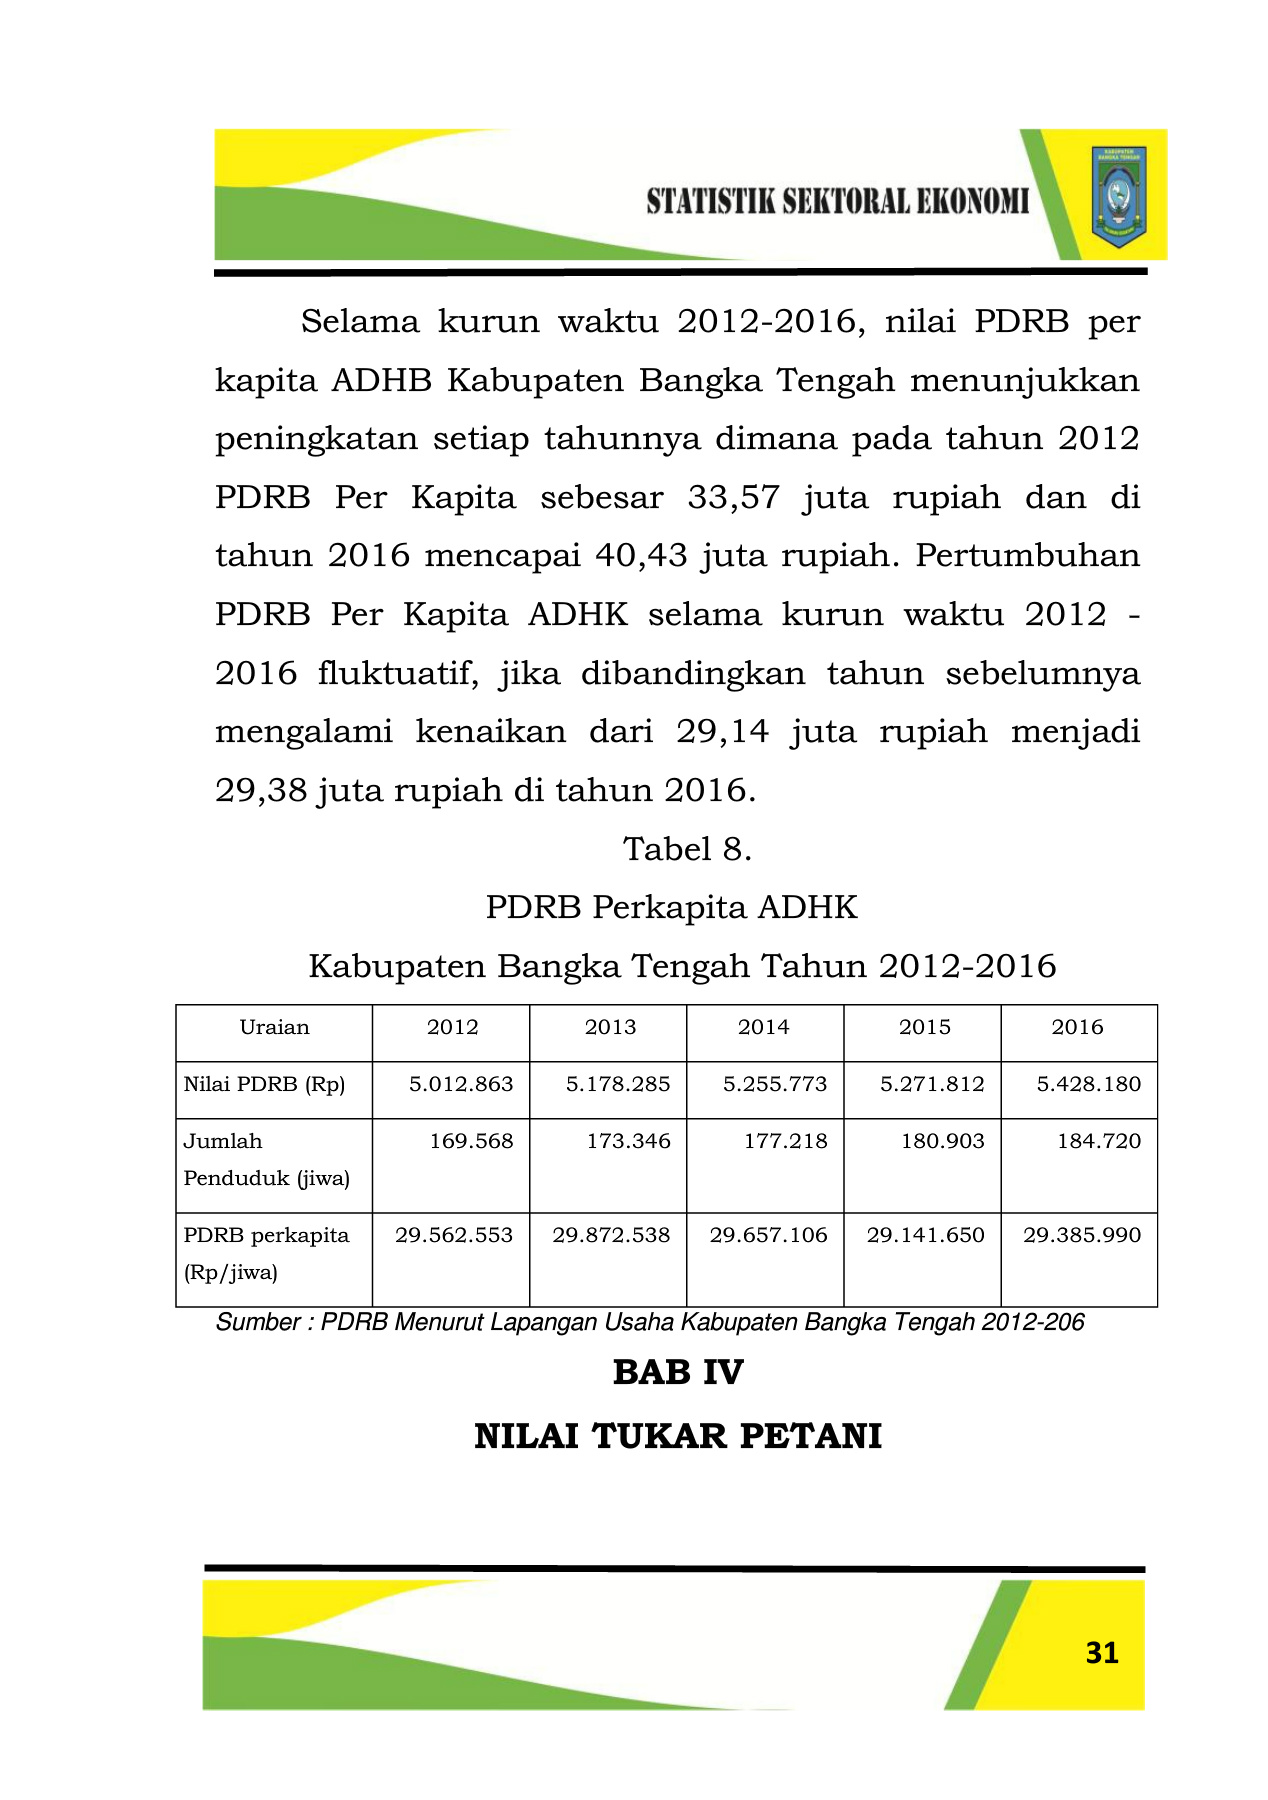 KABUPATEN
BANGKA TENGAH
STATISTIK SEKTORAL EKONOMI
Selama kurun waktu 2012-2016, nilai PDRB per
kapita ADHB Kabupaten Bangka Tengah menunjukkan
peningkatan setiap tahunnya dimana pada tahun 2012
PDRB Per Kapita sebesar 33,57 juta rupiah dan di
tahun 2016 mencapai 40,43 juta rupiah. Pertumbuhan
PDRB Per Kapita ADHK selama kurun waktu 2012 -
2016 fluktuatif, jika dibandingkan tahun sebelumnya
mengalami kenaikan dari 29,14 juta rupiah menjadi
29,38 juta rupiah di tahun 2016.
Tabel 8.
PDRB Perkapita ADHK
Kabupaten Bangka Tengah Tahun 2012-2016
Uraian 2012 2013 2014 2015 2016
Nilai PDRB (Rp) 5.012.863 5.178.285 5.255.773 5.271.812 5.428.180
Jumlah 169.568 173.346 177.218 180.903 184.720
Penduduk (jiwa)
PDRB perkapita 29.562.553 29.872.538 29.657.106 29.141.650 29.385.990
(Rp/jiwa)
Sumber : PDRB Menurut Lapangan Usaha Kabupaten Bangka Tengah 2012-206
BAB IV
NILAI TUKAR PETANI
31